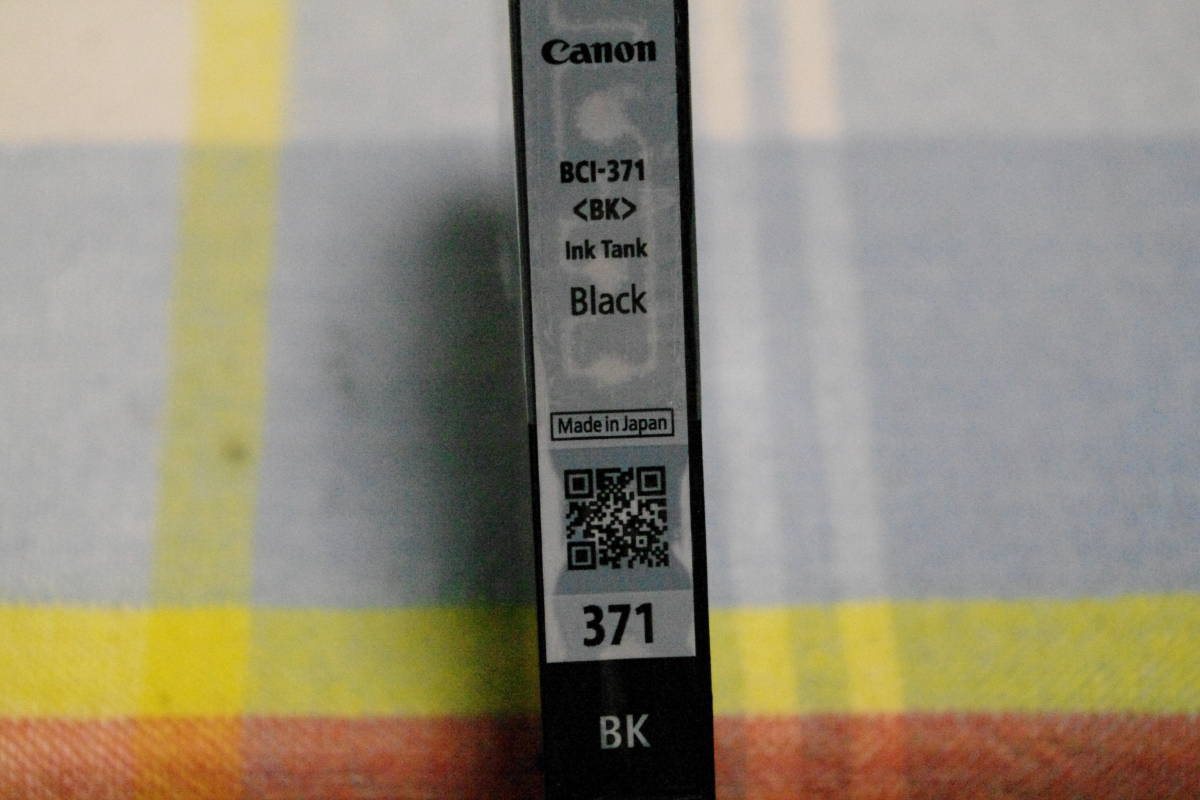 Canon
BCI-371
<BK>
Ink Tank
Black
Made in Japan
371
BK